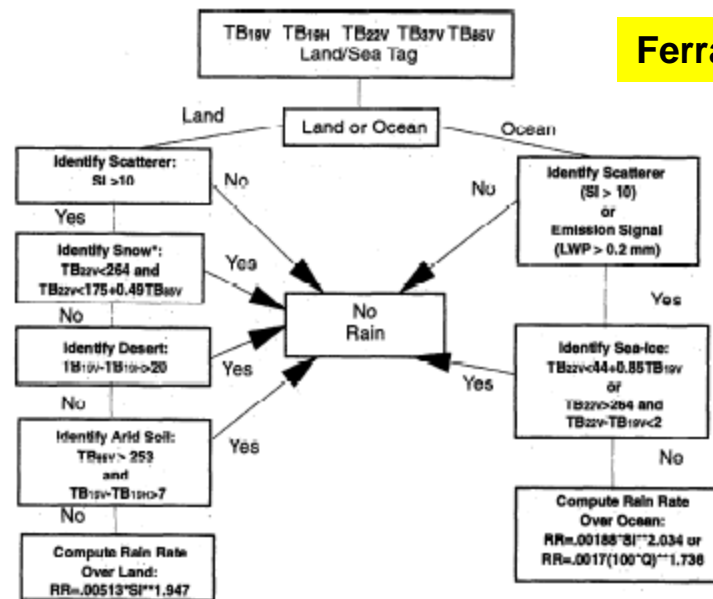 TB19V TB19H TB22V TB37V TB85V
Land/Sea Tag
Ferra
Land or Ocean
Land
Ocean
Identify Scatterer:
SI >10
No
Yes
Identify Snow*:
TB22V<264 and
TB22V<175+0.49TB85V
Yes
No
Identify Desert:
TB19V-TB19H>20
Yes
No
Identify Arid Soil:
TB85V> 253
and
TB19V-TB19H>7
Yes
No
Compute Rain Rate
Over Land:
RR=.00513*SI**1.947
No
Rain
Identify Scatterer
(SI > 10)
or
Emission Signal
(LWP > 0.2 mm)
No
Yes
Identify Sea-Ice:
TB22V<44+0.85TB19V
or
TB22V>264 and
TB22V-TB19V<2
Yes
No
Compute Rain Rate
Over Ocean:
RR=.00188*SI**2.034 or
RR=.0017(100*Q)**1.736